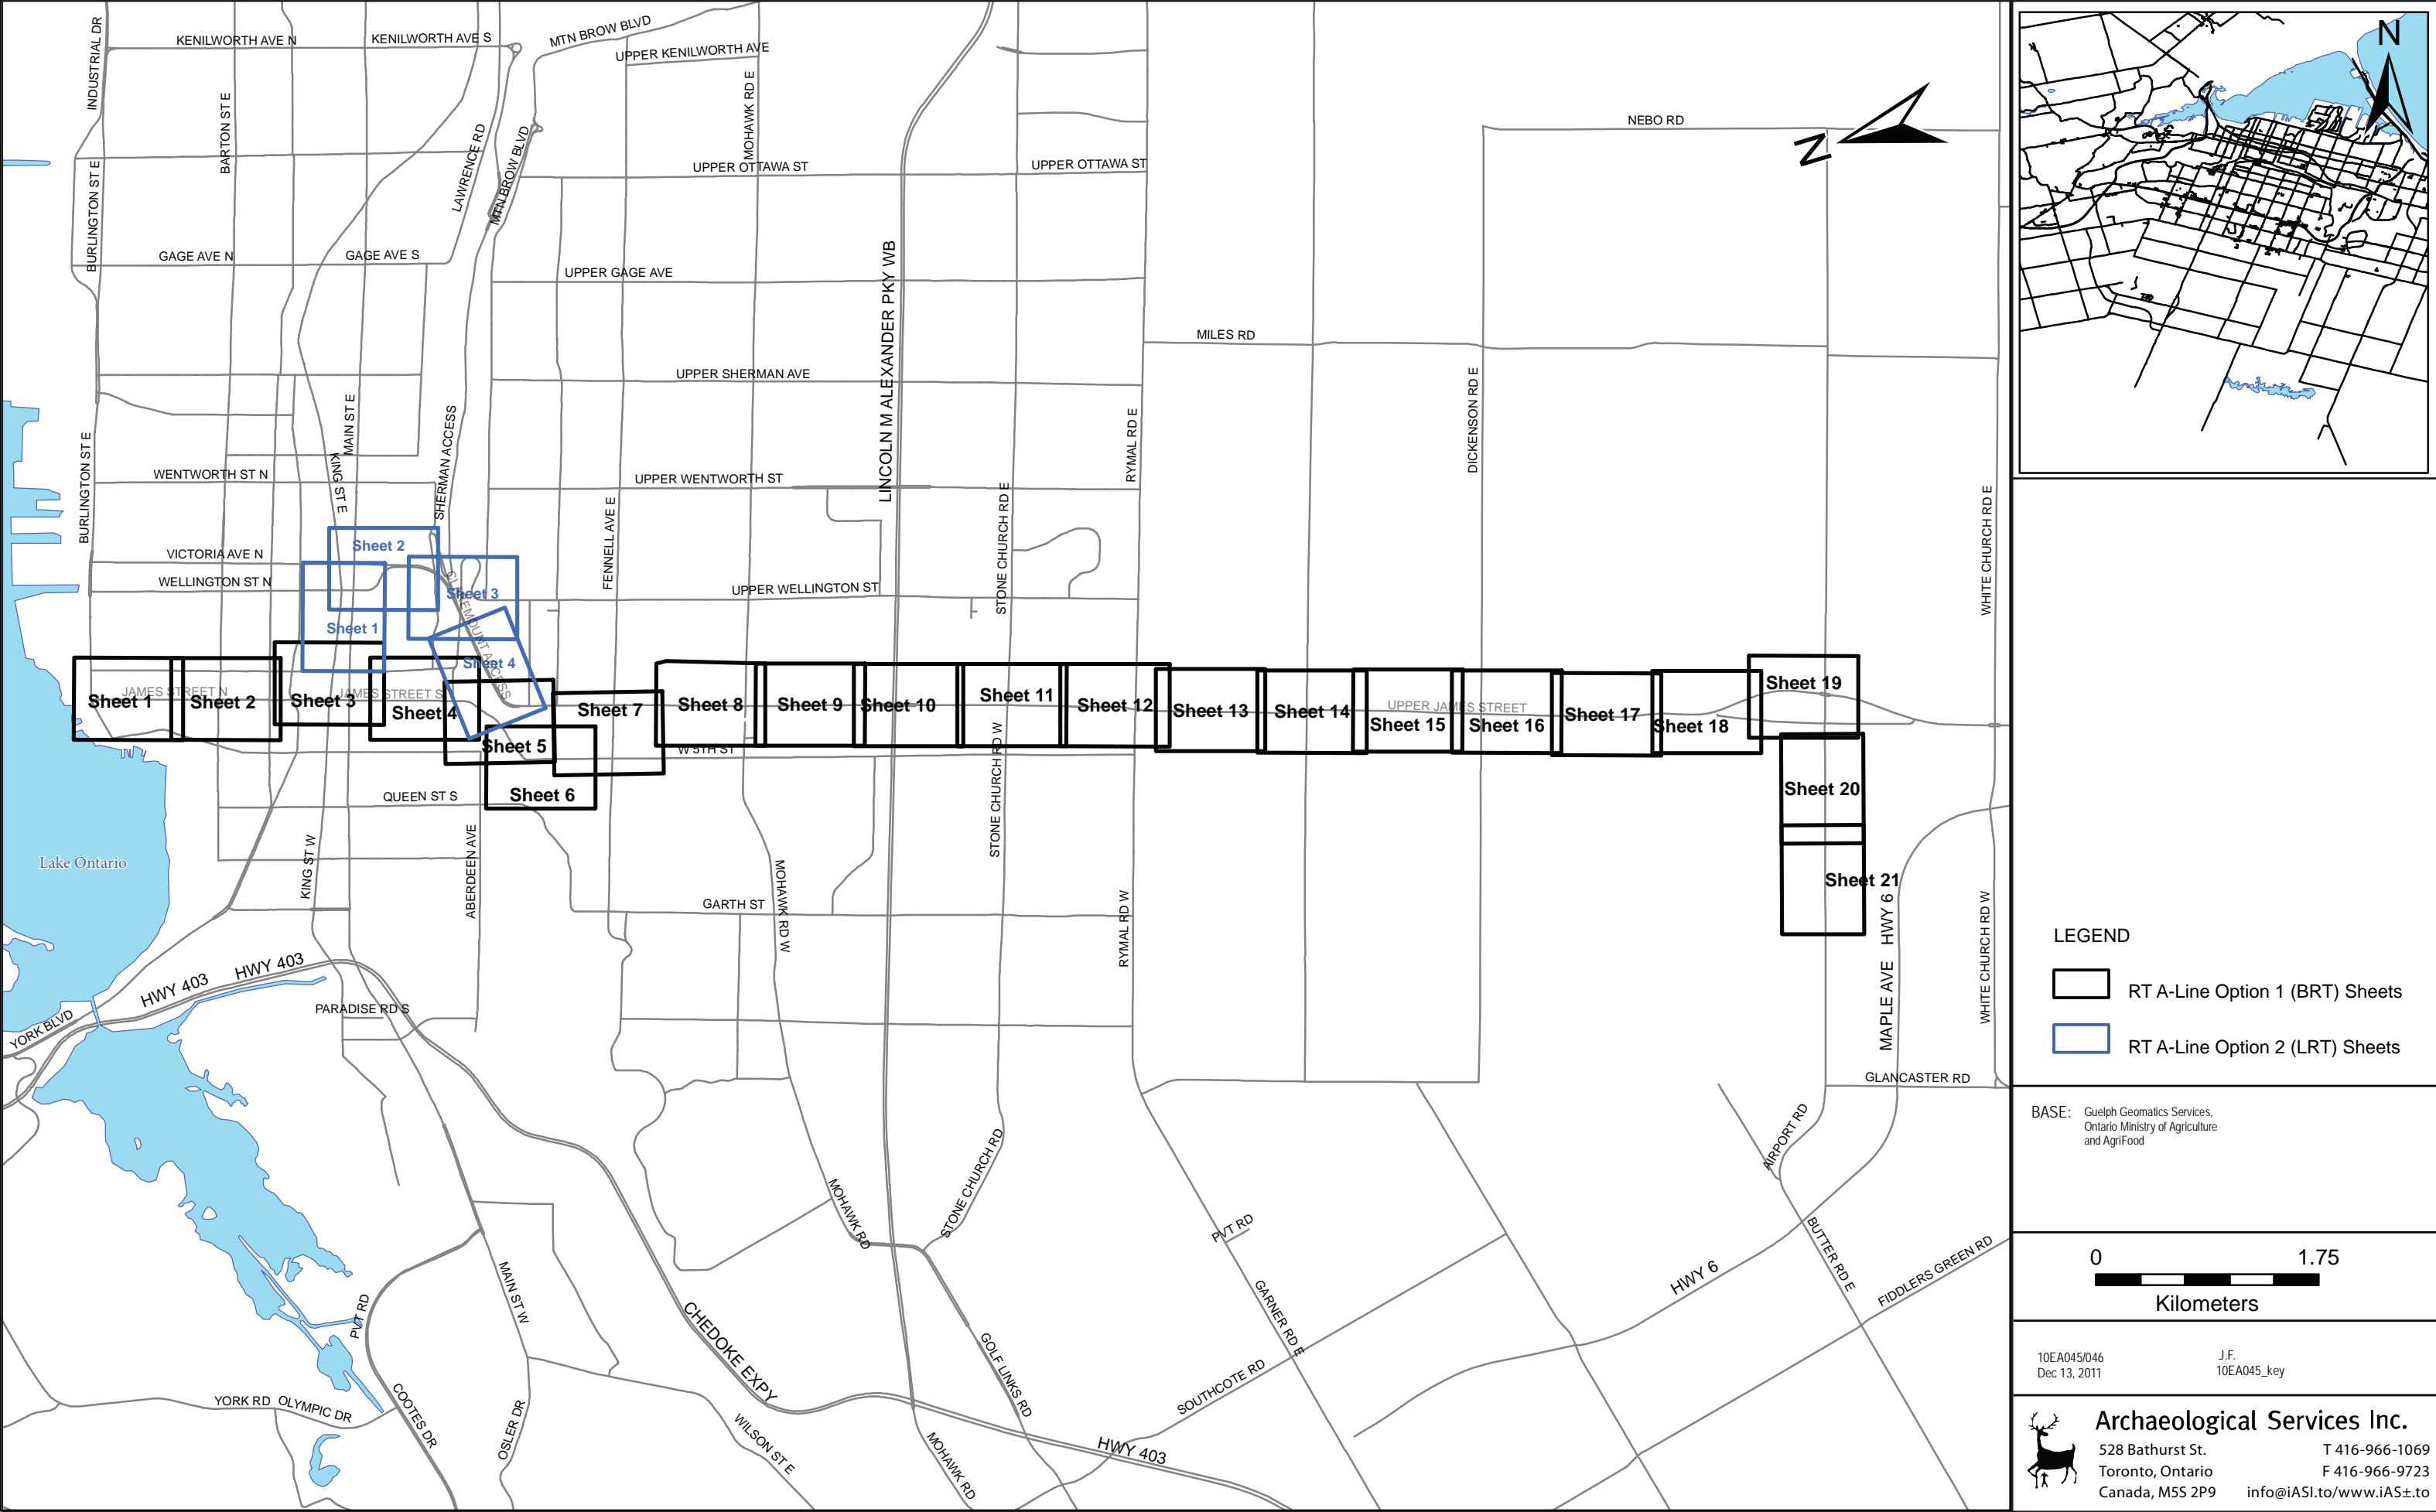 INDUSTRIAL DR
KENILWORTH AVE N
KENILWORTH AVE S
MTN BROW BLVD
UPPER KENILWORTH AVE
BARTON ST E
MOHAWK RD E
LAWRENCE RD
MTN BROW BLVD
UPPER OTTAWA ST
UPPER OTTAWA ST
NEBO RD
N
BURLINGTON ST E
GAGE AVE N
GAGE AVE S
UPPER GAGE AVE
LINCOLN M ALEXANDER PKY WB
MILES RD
UPPER SHERMAN AVE
MAIN ST E
SHERMAN ACCESS
RYMAL RD E
DICKENSON RD E
BURLINGTON ST E
WENTWORTH ST N
KING ST E
UPPER WENTWORTH ST
FENNELL AVE E
STONE CHURCH RD E
WHITE CHURCH RD E
VICTORIA AVE N
WELLINGTON ST N
UPPER WELLINGTON ST
CLAREMOUNT ACCESS
Sheet 2
Sheet 3
Sheet 1
Sheet 4
JAMES STREET N
JAMES STREET S
UPPER JAMES STREET
Sheet 1
Sheet 2
Sheet 3
Sheet 4
Sheet 5
Sheet 6
Sheet 7
Sheet 8
Sheet 9
Sheet 10
Sheet 11
Sheet 12
Sheet 13
Sheet 14
Sheet 15
Sheet 16
Sheet 17
Sheet 18
Sheet 19
Sheet 20
Sheet 21
W 5TH ST
QUEEN ST S
Lake Ontario
KING ST W
ABERDEEN AVE
MOHAWK RD W
GARTH ST
STONE CHURCH RD W
RYMAL RD W
MAPLE AVE
HWY 6
WHITE CHURCH RD W
HWY 403
HWY 403
YORK BLVD
PARADISE RD S
GLANCASTER RD
AIRPORT RD
STONE CHURCH RD
MOHAWK RD
PVT RD
GARNER RD E
HWY 6
BUTTER RD E
FIDDLERS GREEN RD
PVT RD
MAIN ST W
CHEDOKE EXPY
GOLF LINKS RD
SOUTHCOTE RD
YORK RD
OLYMPIC DR
COOTES DR
OSLER DR
WILSON ST E
MOHAWK RD
HWY 403
N
LEGEND
RT A-Line Option 1 (BRT) Sheets
RT A-Line Option 2 (LRT) Sheets
BASE:
Guelph Geomatics Services,
Ontario Ministry of Agriculture
and AgriFood
0 1.75
Kilometers
10EA045/046
Dec 13, 2011
J.F.
10EA045_key
Archaeological Services Inc.
528 Bathurst St.
T 416-966-1069
Toronto, Ontario
F 416-966-9723
Canada, M5S 2P9
info@iASI.to/www.iAS±.to